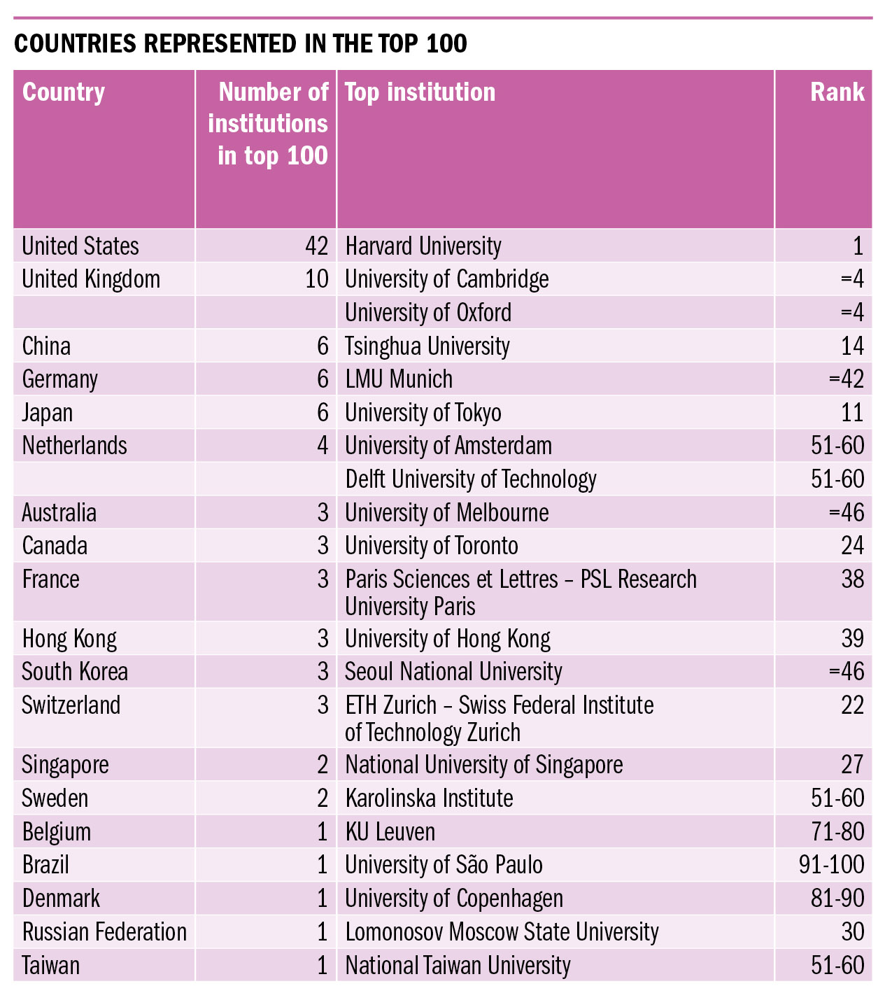 COUNTRIES REPRESENTED IN THE TOP 100
Country Number of institutions in top 100 Top institution Rank
United States 42 Harvard University 1
United Kingdom 10 University of Cambridge =4
University of Oxford =4
China 6 Tsinghua University 14
Germany 6 LMU Munich =42
Japan 6 University of Tokyo 11
Netherlands 4 University of Amsterdam 51-60
Delft University of Technology 51-60
Australia 3 University of Melbourne =46
Canada 3 University of Toronto 24
France 3 Paris Sciences et Lettres – PSL Research 38
University Paris
Hong Kong 3 University of Hong Kong 39
South Korea 3 Seoul National University =46
Switzerland 3 ETH Zurich – Swiss Federal Institute 22
of Technology Zurich
Singapore 2 National University of Singapore 27
Sweden 2 Karolinska Institute 51-60
Belgium 1 KU Leuven 71-80
Brazil 1 University of São Paulo 91-100
Denmark 1 University of Copenhagen 81-90
Russian Federation 1 Lomonosov Moscow State University 30
Taiwan 1 National Taiwan University 51-60